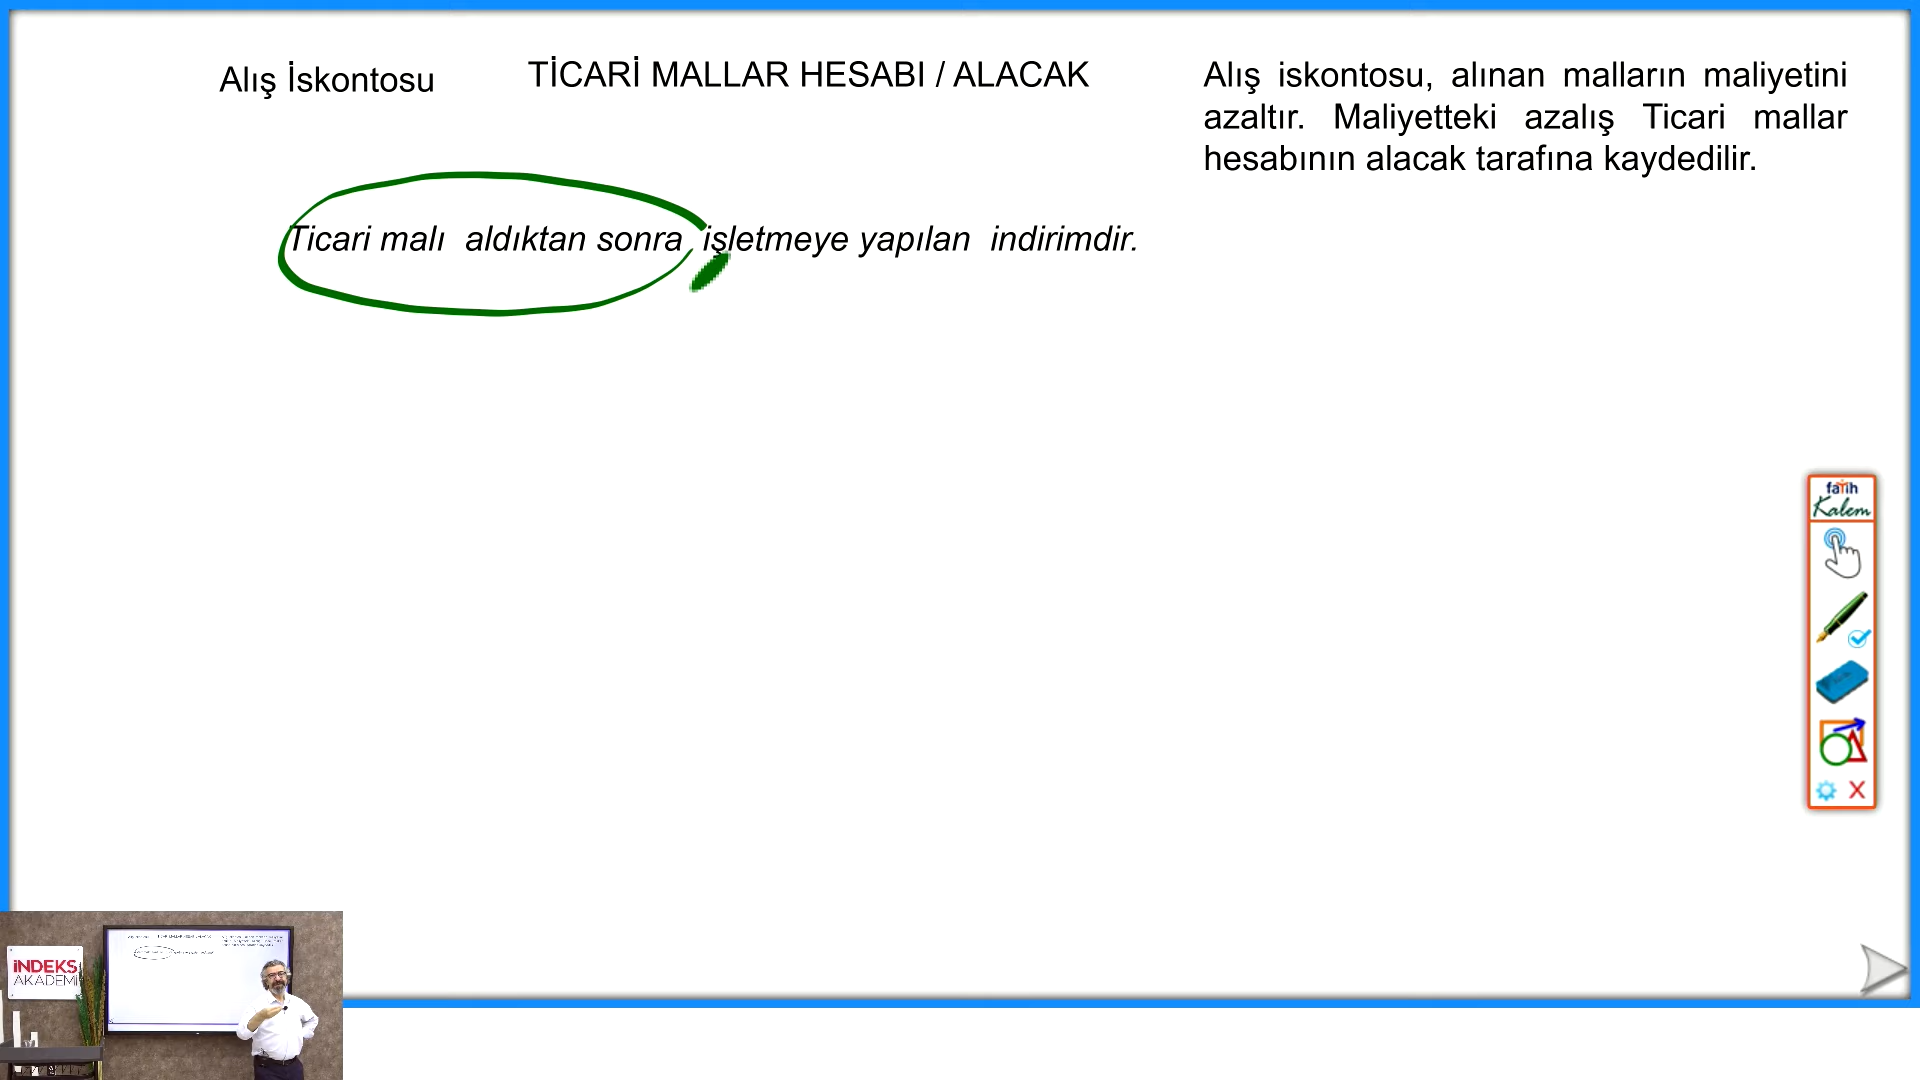 Alış İskontosu
TİCARİ MALLAR HESABI / ALACAK
Alış iskontosu, alınan malların maliyetini
azaltır. Maliyetteki azalış Ticari mallar
hesabının alacak tarafına kaydedilir.
Ticari malı aldıktan sonra işletmeye yapılan indirimdir.
fatih
Kalem
İNDEKS
AKADEMİ